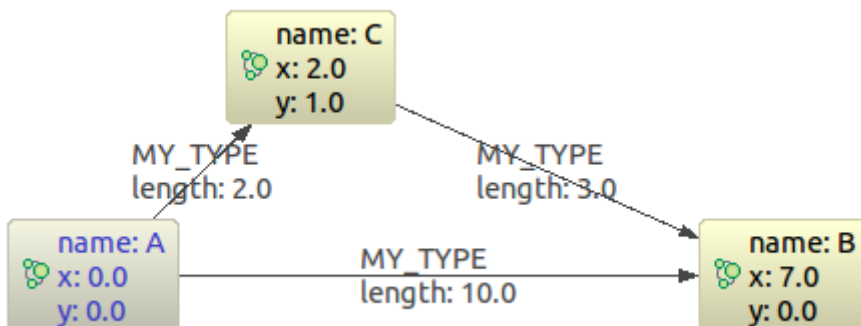 name: C
x: 2.0
y: 1.0
MY_TYPE
length: 2.0
MY_TYPE
length: 3.0
name: A
x: 0.0
y: 0.0
MY_TYPE
length: 10.0
name: B
x: 7.0
y: 0.0